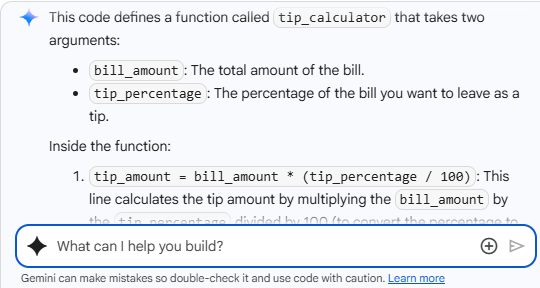 This code defines a function called tip_calculator that takes two
arguments:
• bill_amount: The total amount of the bill.
• tip_percentage: The percentage of the bill you want to leave as a
tip.
Inside the function:
1. tip_amount = bill_amount * (tip_percentage / 100): This
line calculates the tip amount by multiplying the bill_amount by
the tip_percentage divided by 100 (to convert the percentage to
What can I help you build?
Gemini can make mistakes so double-check it and use code with caution. Learn more